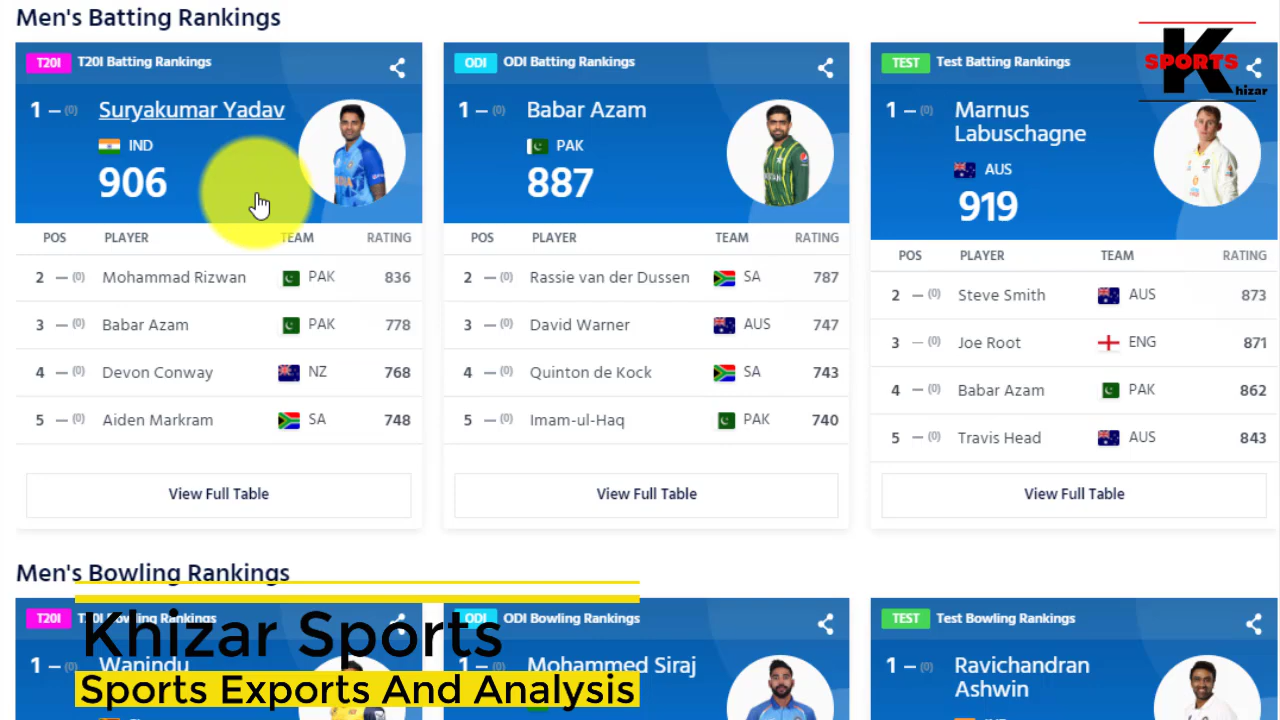 Men's Batting Rankings
K
SPORTS
hizar
T20I T20I Batting Rankings
1 — (0) Suryakumar Yadav
IND
906
POS PLAYER TEAM RATING
2 — (0) Mohammad Rizwan PAK 836
3 — (0) Babar Azam PAK 778
4 — (0) Devon Conway NZ 768
5 — (0) Aiden Markram SA 748
View Full Table
ODI ODI Batting Rankings
1 — (0) Babar Azam
PAK
887
POS PLAYER TEAM RATING
2 — (0) Rassie van der Dussen SA 787
3 — (0) David Warner AUS 747
4 — (0) Quinton de Kock SA 743
5 — (0) Imam-ul-Haq PAK 740
View Full Table
TEST Test Batting Rankings
1 — (0) Marnus
Labuschagne
AUS
919
POS PLAYER TEAM RATING
2 — (0) Steve Smith AUS 873
3 — (0) Joe Root ENG 871
4 — (0) Babar Azam PAK 862
5 — (0) Travis Head AUS 843
View Full Table
Men's Bowling Rankings
T20I T20I Bowling Rankings
1 — (0) Wanindu
ODI ODI Bowling Rankings
1 — (0) Mohammed Siraj
TEST Test Bowling Rankings
1 — (0) Ravichandran
Ashwin
Khizar Sports
Sports Exports And Analysis